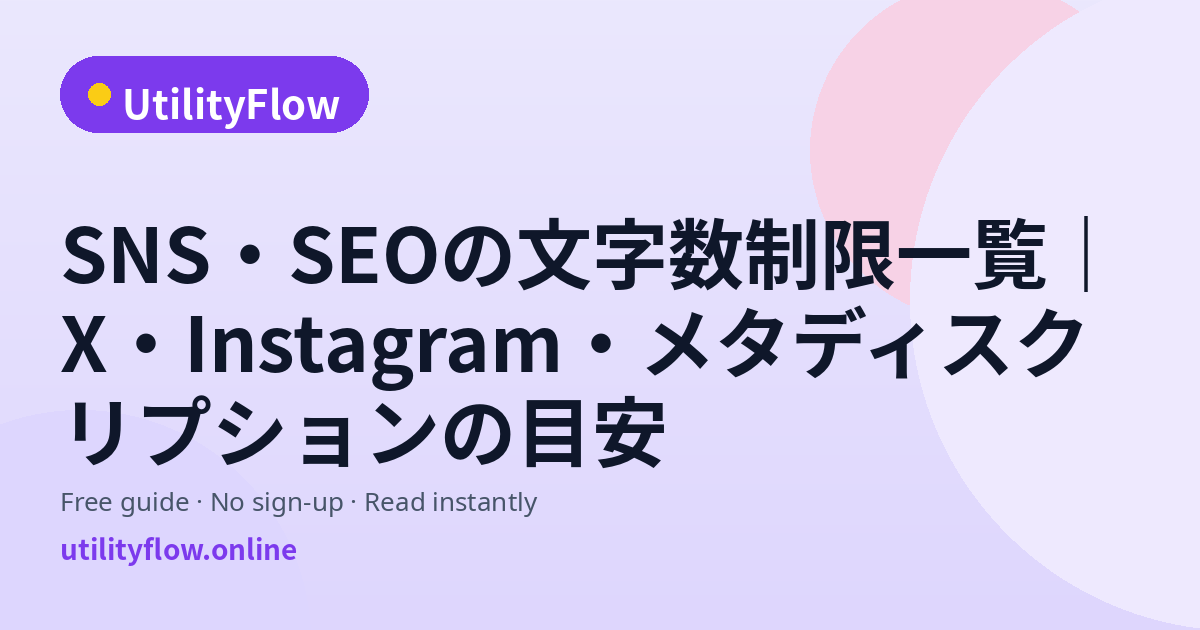 UtilityFlow
SNS・SEOの文字数制限一覧｜
X・Instagram・メタディスク
リプションの目安
Free guide · No sign-up · Read instantly
utilityflow.online